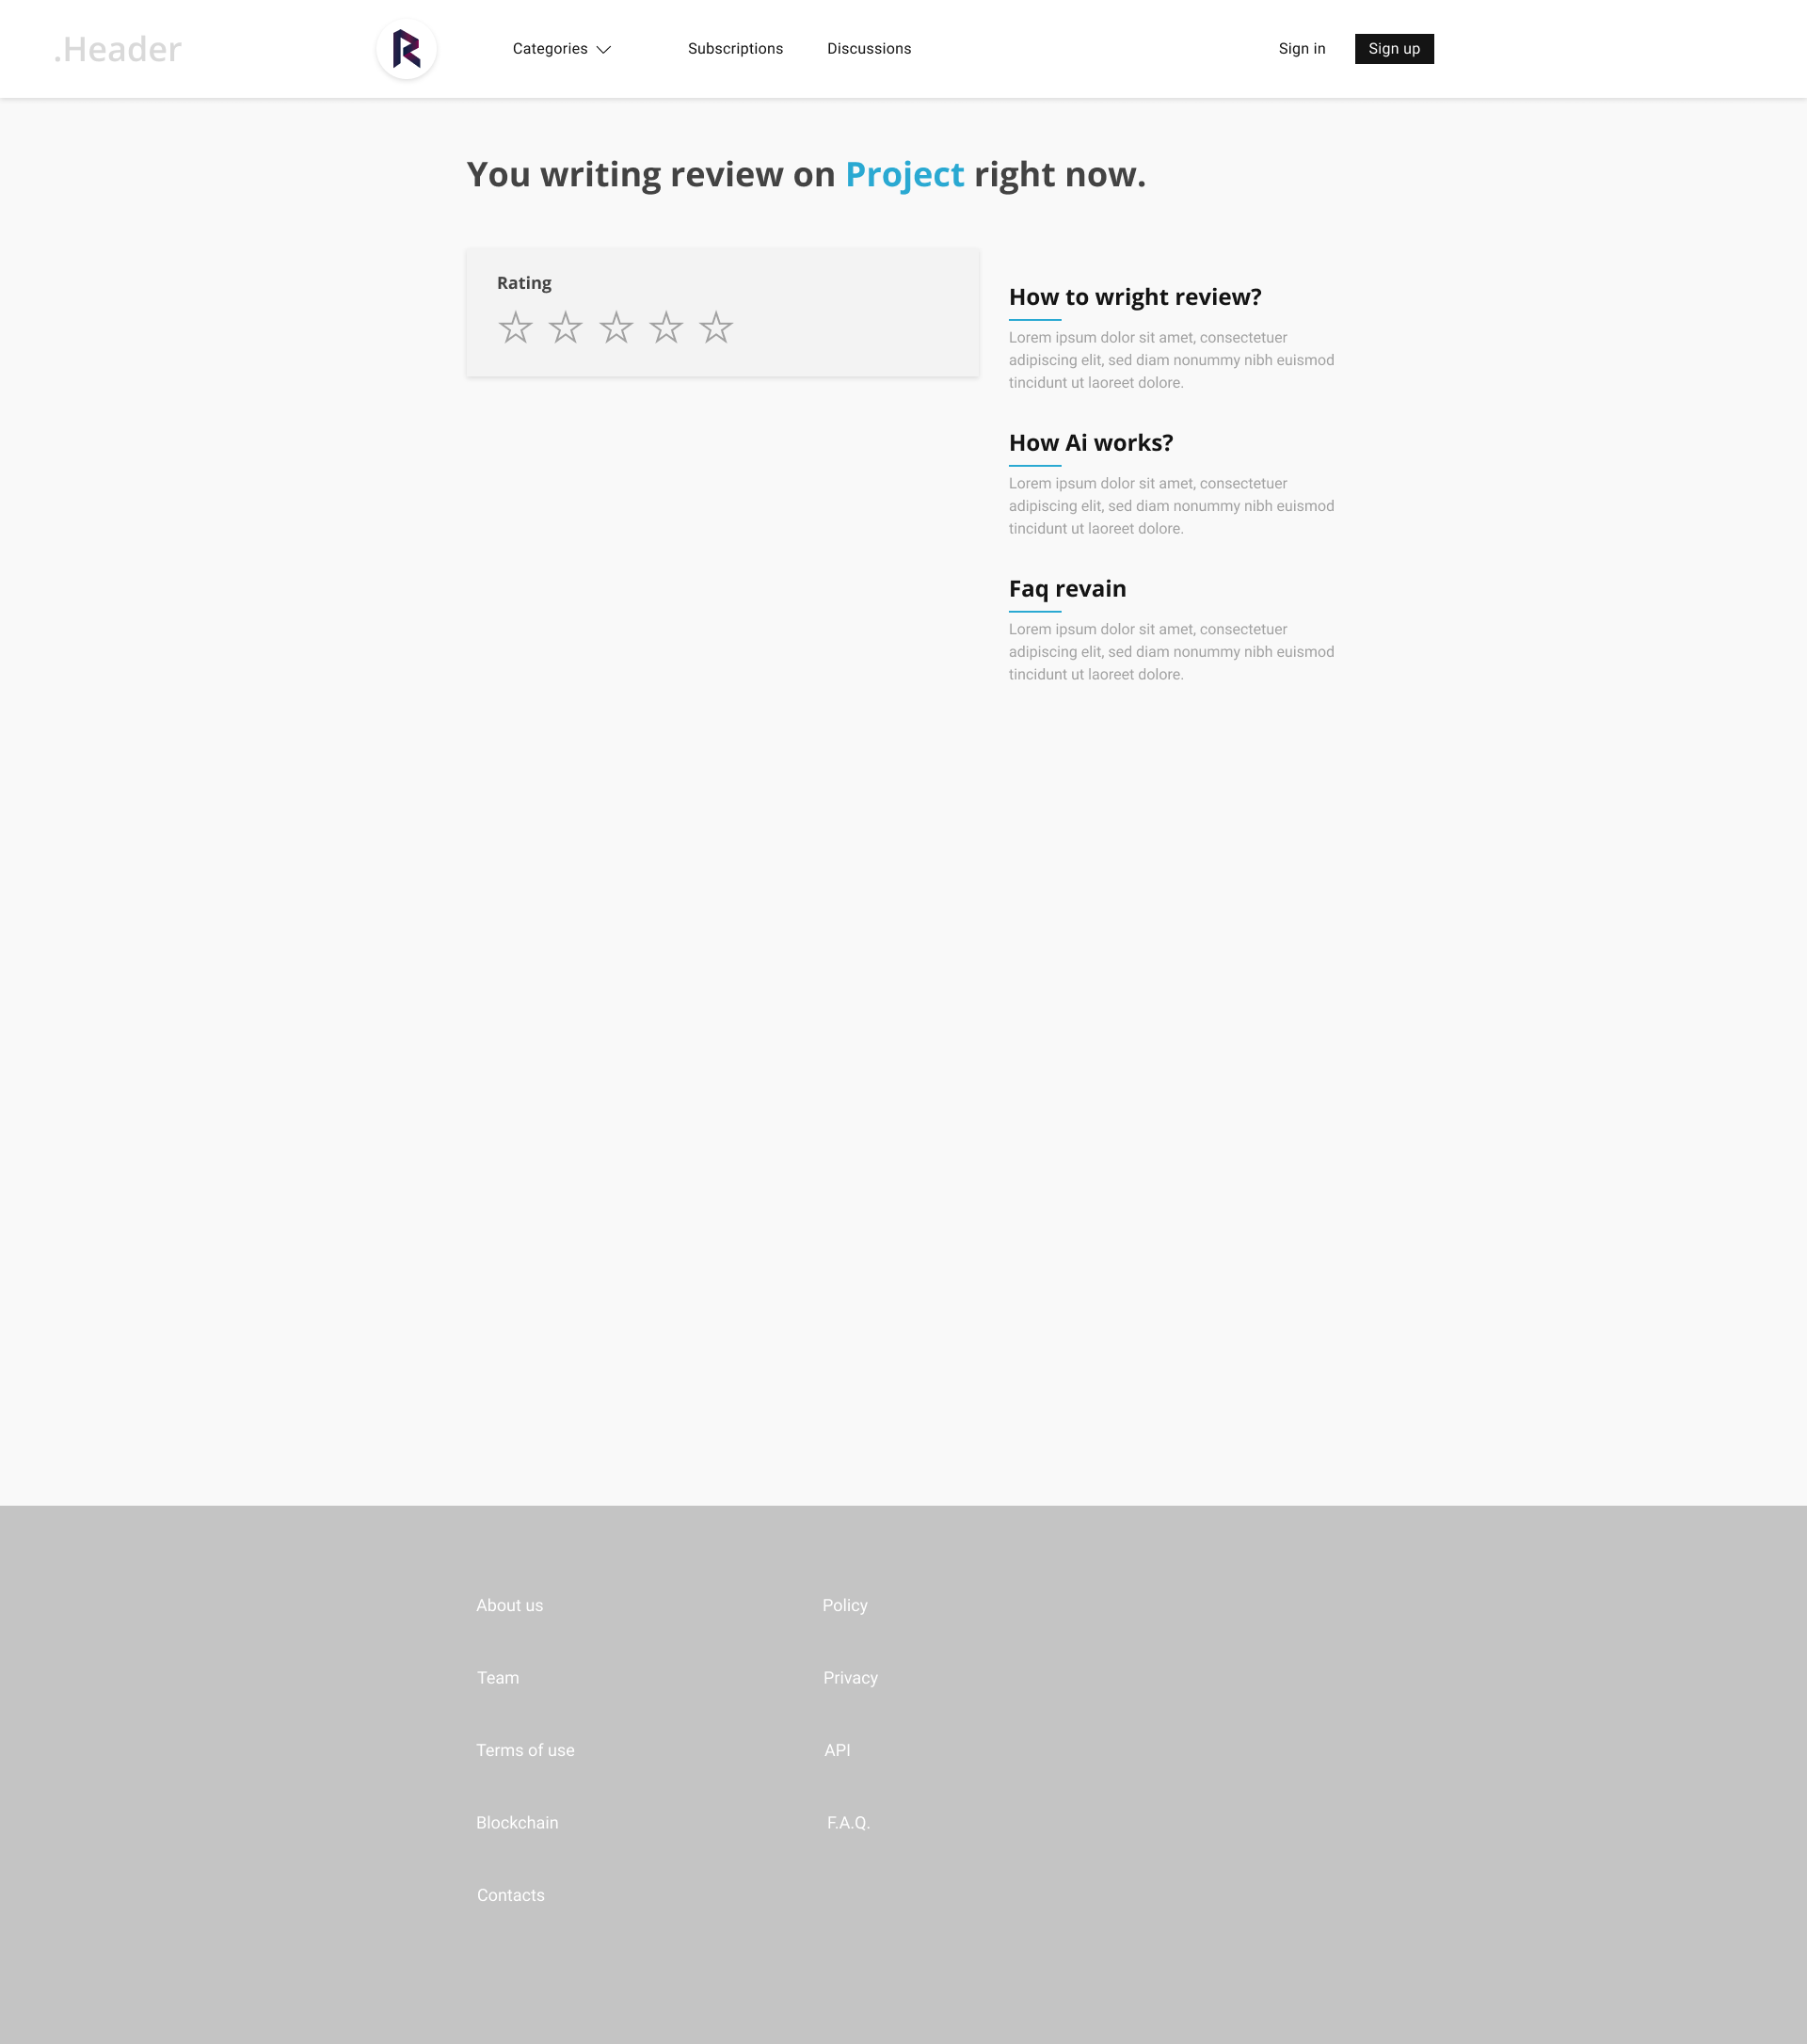 .Header
Categories
Subscriptions
Discussions
Sign in
Sign up
You writing review on Project right now.
Rating
How to wright review?
Lorem ipsum dolor sit amet, consectetuer
adipiscing elit, sed diam nonummy nibh euismod
tincidunt ut laoreet dolore.
How Ai works?
Lorem ipsum dolor sit amet, consectetuer
adipiscing elit, sed diam nonummy nibh euismod
tincidunt ut laoreet dolore.
Faq revain
Lorem ipsum dolor sit amet, consectetuer
adipiscing elit, sed diam nonummy nibh euismod
tincidunt ut laoreet dolore.
About us
Team
Terms of use
Blockchain
Contacts
Policy
Privacy
API
F.A.Q.